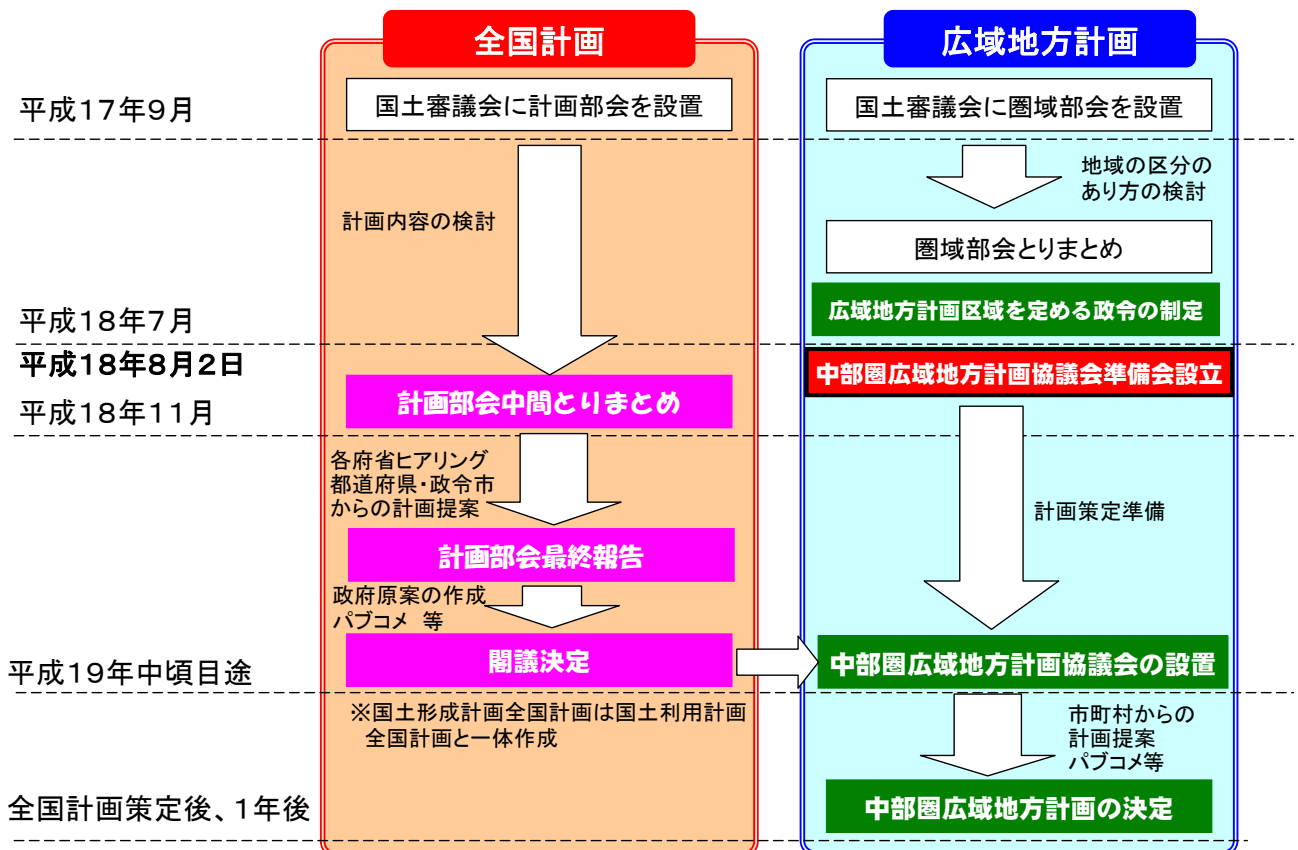 全国計画
広域地方計画
平成17年9月
国土審議会に計画部会を設置
国土審議会に圏域部会を設置
地域の区分の
あり方の検討
計画内容の検討
圏域部会とりまとめ
広域地方計画区域を定める政令の制定
平成18年7月
平成18年8月2日
中部圏広域地方計画協議会準備会設立
計画部会中間とりまとめ
平成18年11月
各府省ヒアリング
都道府県・政令市
からの計画提案
計画策定準備
計画部会最終報告
政府原案の作成
パブコメ 等
閣議決定
中部圏広域地方計画協議会の設置
平成19年中頃目途
※国土形成計画全国計画は国土利用計画
全国計画と一体作成
市町村からの
計画提案
パブコメ等
全国計画策定後、1年後
中部圏広域地方計画の決定